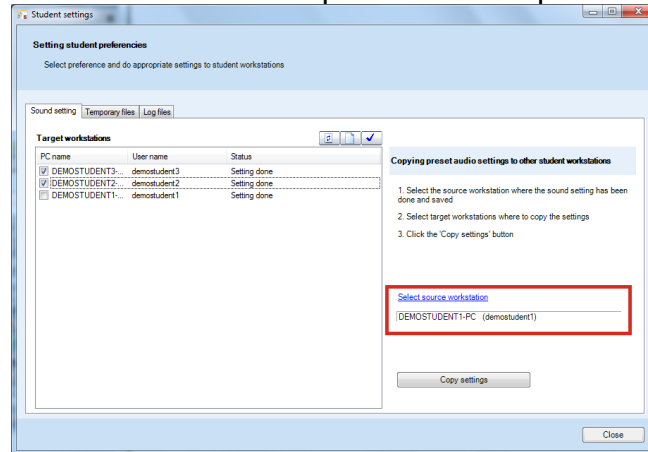 Student settings
Setting student preferencies
Select preference and do appropriate settings to student workstations
Sound setting Temporary files Log files
Target workstations
PC name User name Status
DEMOSTUDENT3-... demostudent3 Setting done
DEMOSTUDENT2-... demostudent2 Setting done
DEMOSTUDENT1-... demostudent1 Setting done
Copying preset audio settings to other student workstations
1. Select the source workstation where the sound setting has been
done and saved
2. Select target workstations where to copy the settings
3. Click the 'Copy settings' button
Select source workstation
DEMOSTUDENT1-PC (demostudent1)
Copy settings
Close